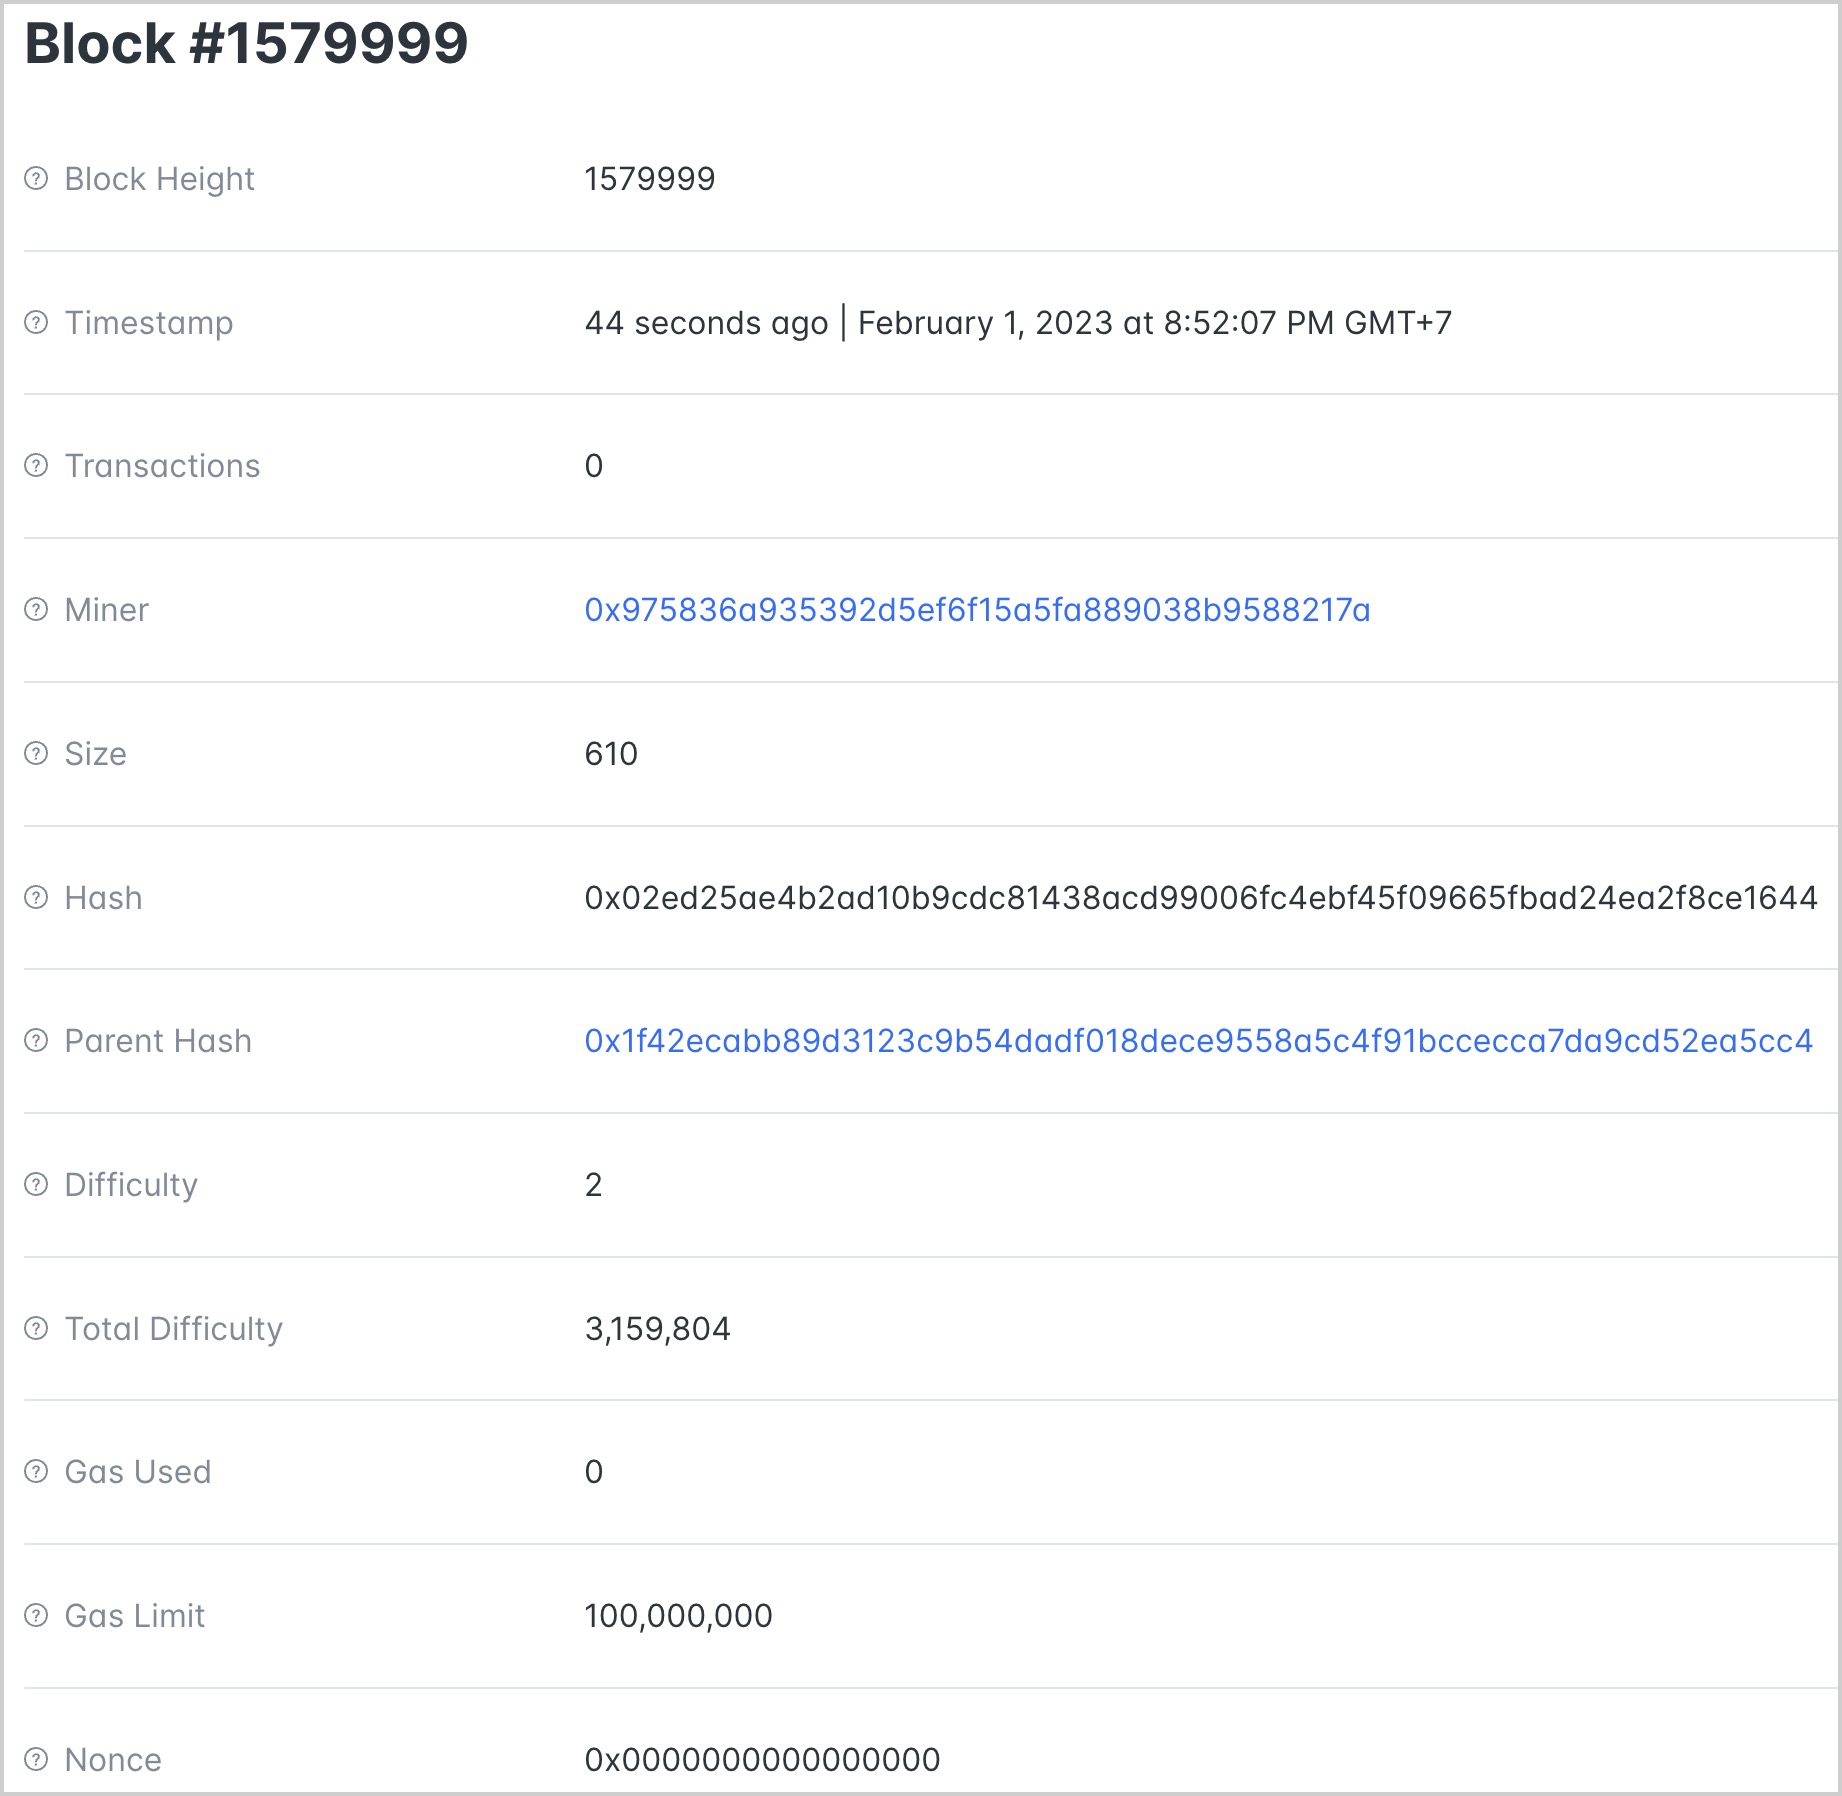 Block #1579999
Block Height 1579999
Timestamp 44 seconds ago | February 1, 2023 at 8:52:07 PM GMT+7
Transactions 0
Miner 0x975836a935392d5ef6f15a5fa889038b9588217a
Size 610
Hash 0x02ed25ae4b2ad10b9cdc81438acd99006fc4ebf45f09665fbad24ea2f8ce1644
Parent Hash 0x1f42ecabb89d3123c9b54dadf018dece9558a5c4f91bccecca7da9cd52ea5cc4
Difficulty 2
Total Difficulty 3,159,804
Gas Used 0
Gas Limit 100,000,000
Nonce 0x0000000000000000